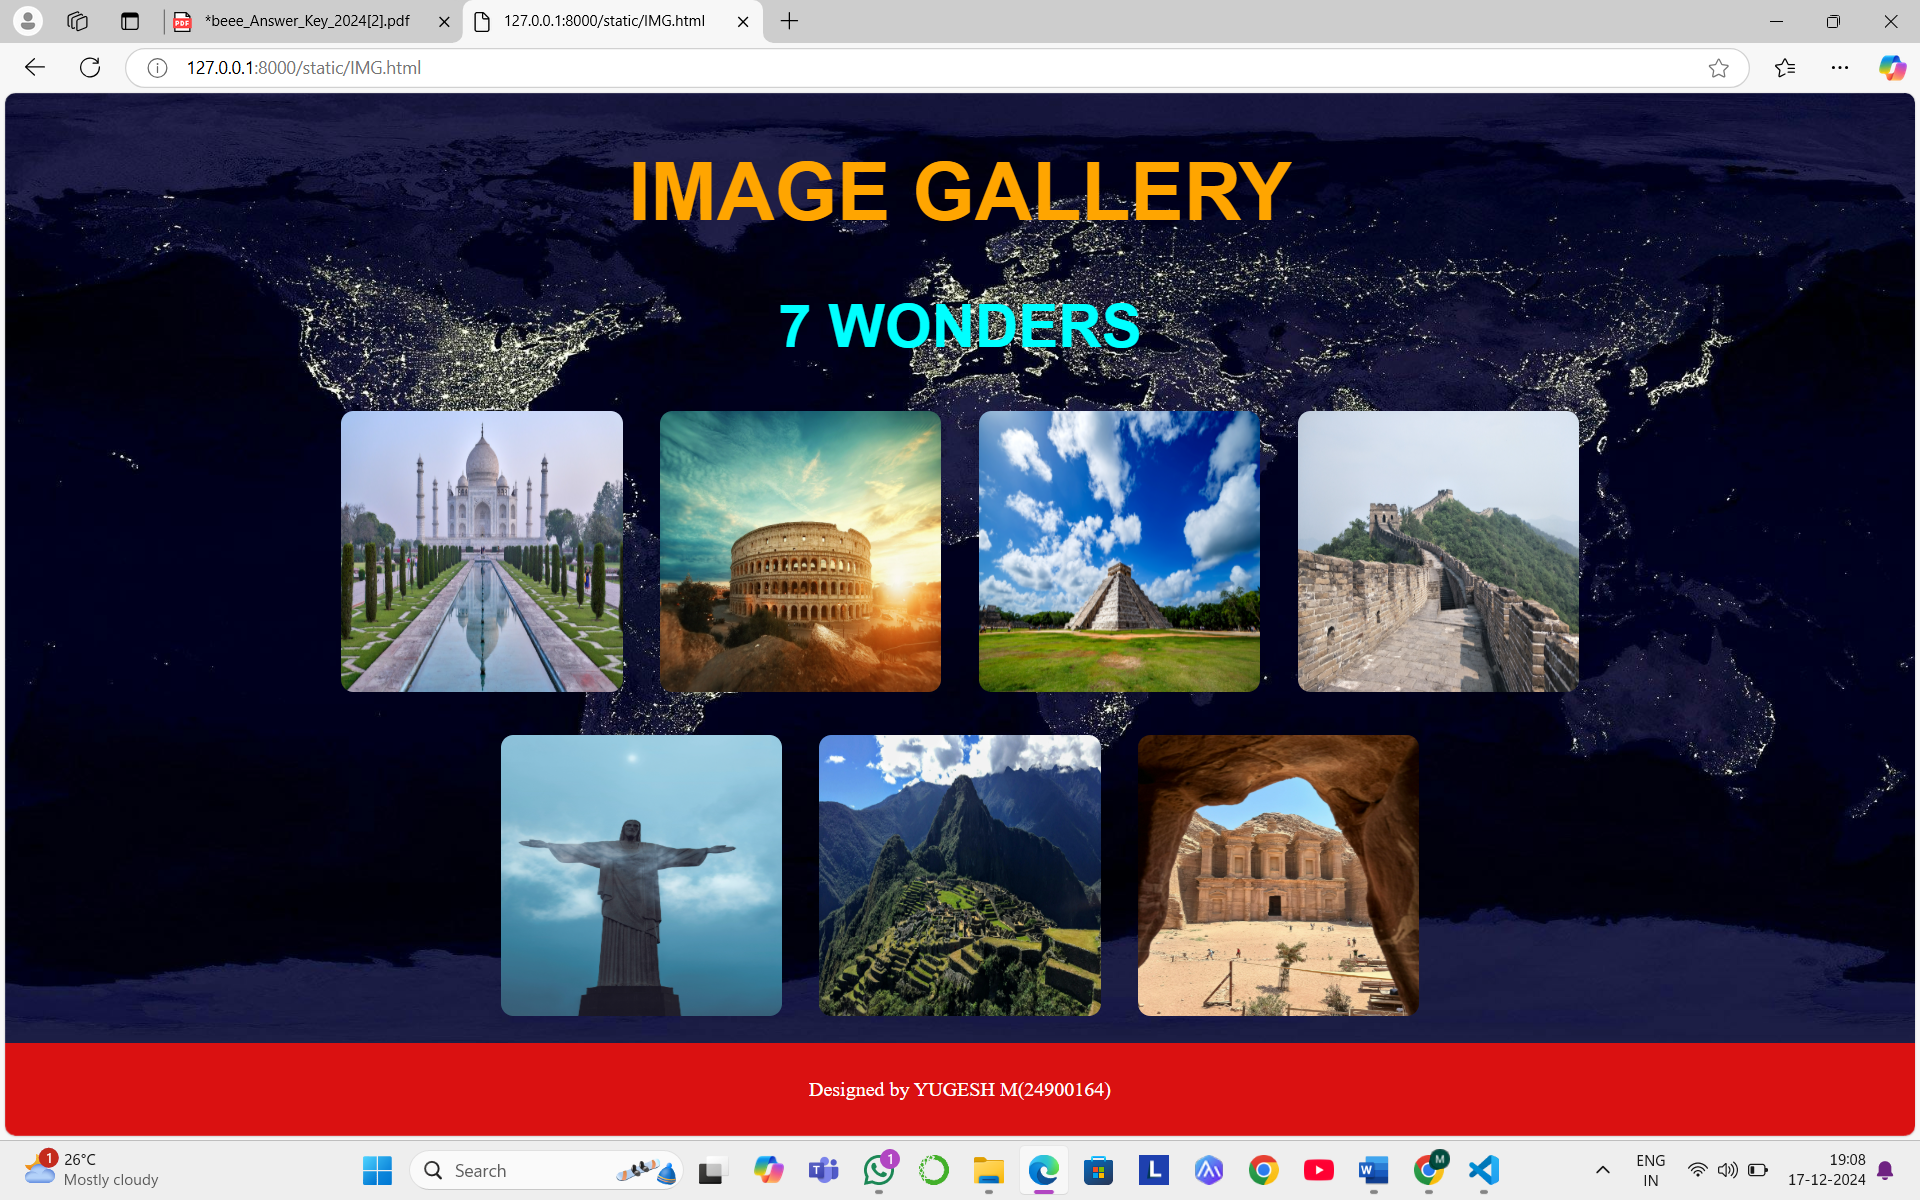 *beee_Answer_Key_2024[2].pdf
127.0.0.1:8000/static/IMG.html
127.0.0.1:8000/static/IMG.html
IMAGE GALLERY
7 WONDERS
Designed by YUGESH M(24900164)
1
26°C
Mostly cloudy
Search
1
L
W
M
ENG
IN
19:08
17-12-2024